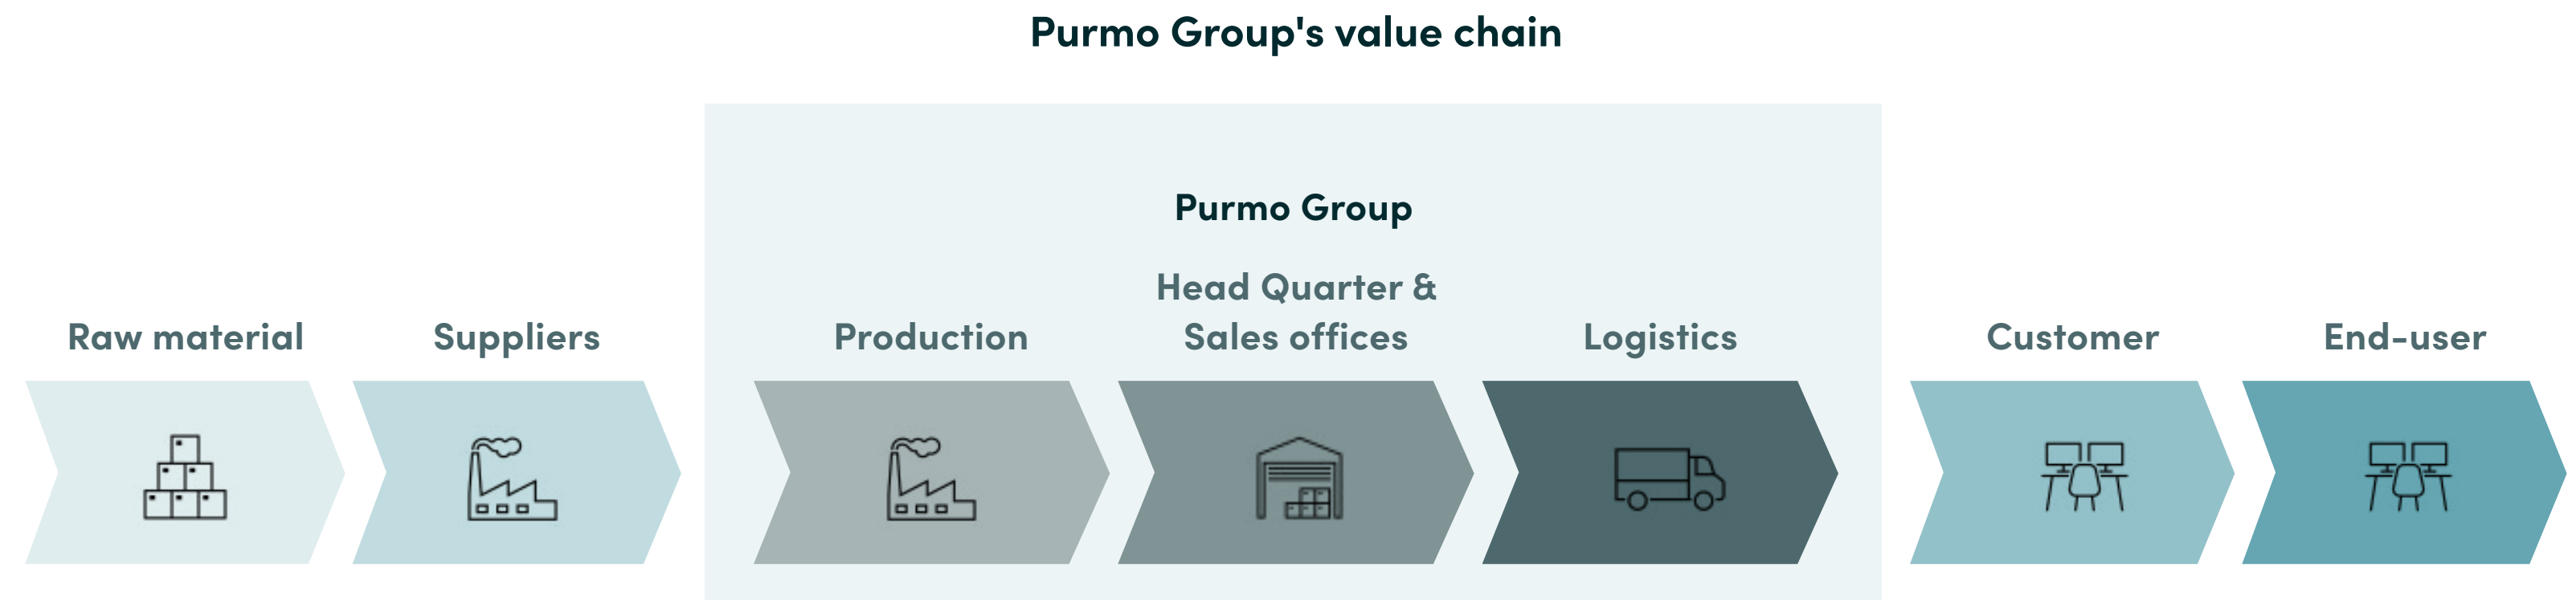 Purmo Group's value chain
Purmo Group
Raw material
Suppliers
Production
Head Quarter &
Sales offices
Logistics
Customer
End-user